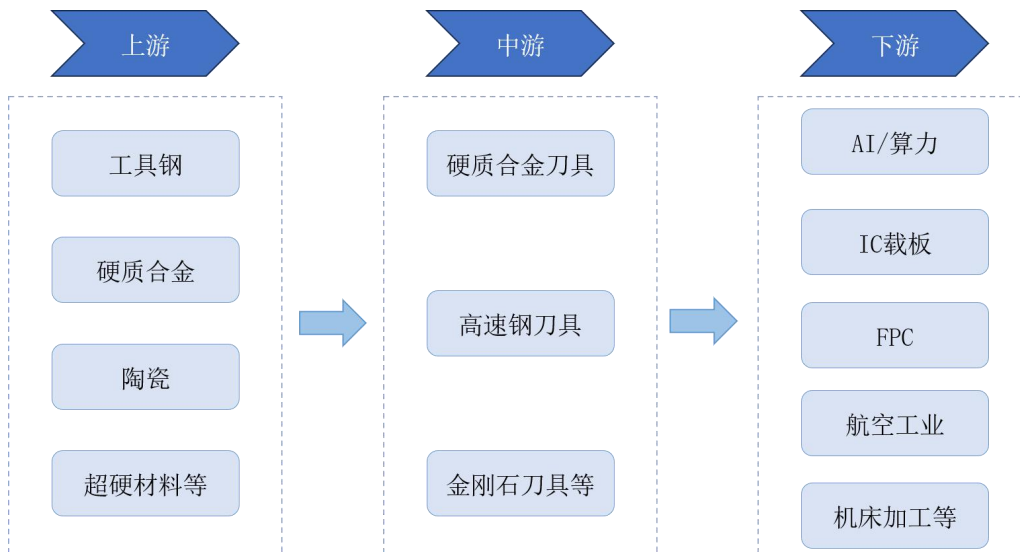 上游
工具钢
硬质合金
陶瓷
超硬材料等
中游
硬质合金刀具
高速钢刀具
金刚石刀具等
下游
AI/算力
IC载板
FPC
航空工业
机床加工等